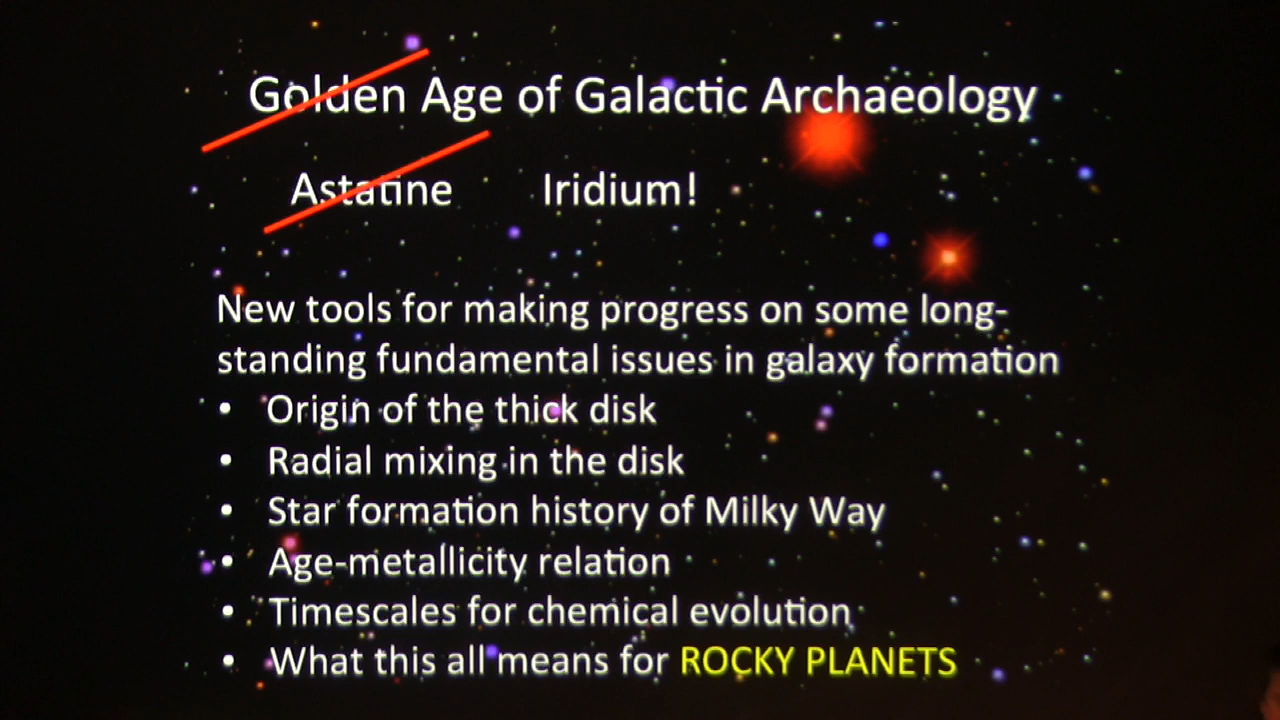 Golden Age of Galactic Archaeology
Astatine Iridium!
New tools for making progress on some long-
standing fundamental issues in galaxy formation
• Origin of the thick disk
• Radial mixing in the disk
• Star formation history of Milky Way
• Age-metallicity relation
• Timescales for chemical evolution
• What this all means for ROCKY PLANETS